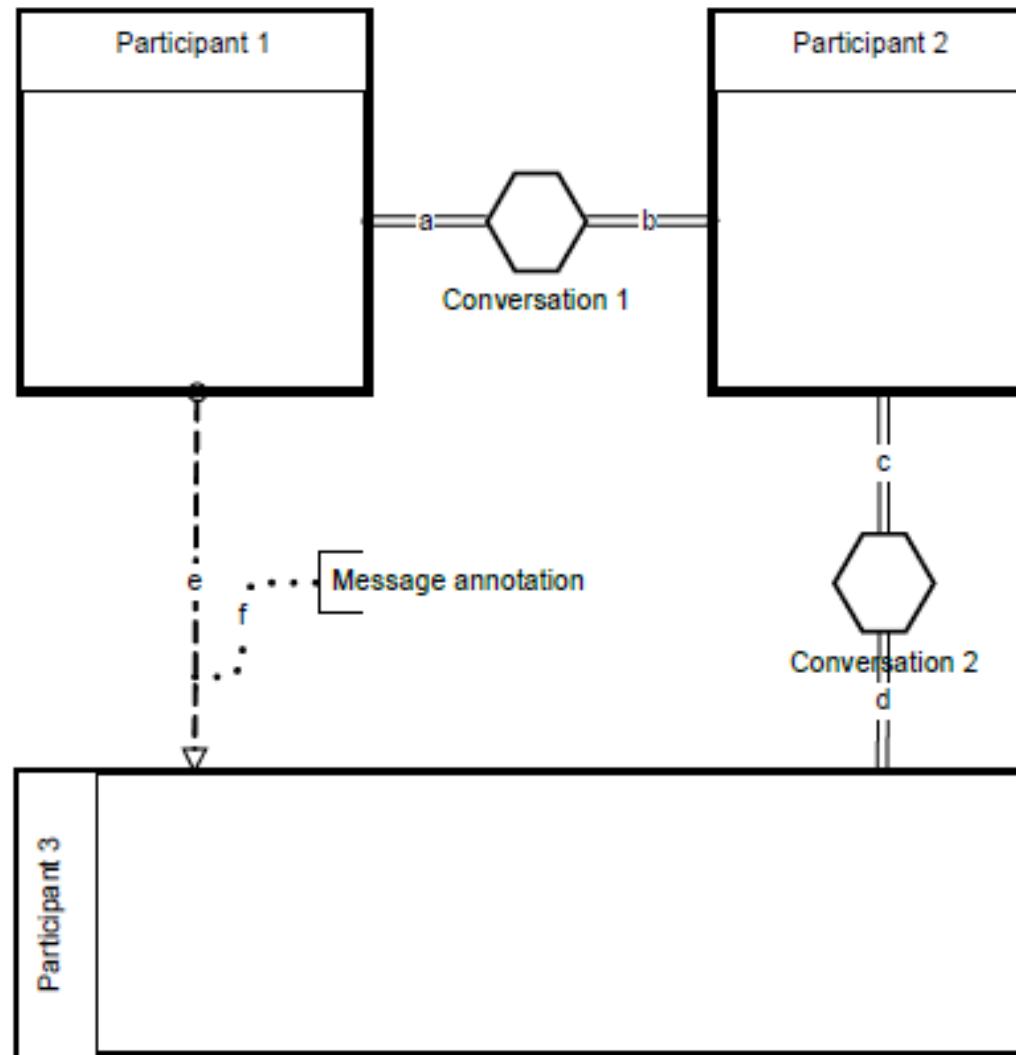 Participant 1
Participant 2
a
b
Conversation 1
c
e
Message annotation
f
Conversation 2
d
Participant 3